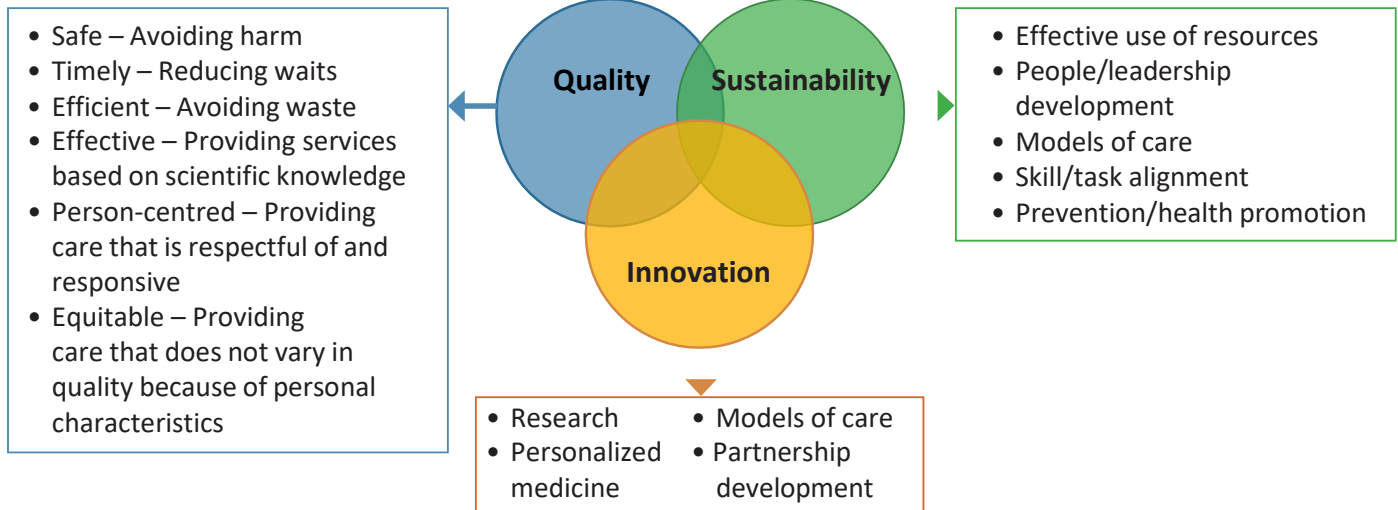 • Safe – Avoiding harm
• Timely – Reducing waits
• Efficient – Avoiding waste
• Effective – Providing services
based on scientific knowledge
• Person-centred – Providing
care that is respectful of and
responsive
• Equitable – Providing
care that does not vary in
quality because of personal
characteristics
Quality
Sustainability
Innovation
• Effective use of resources
• People/leadership
development
• Models of care
• Skill/task alignment
• Prevention/health promotion
• Research
• Personalized
medicine
• Models of care
• Partnership
development